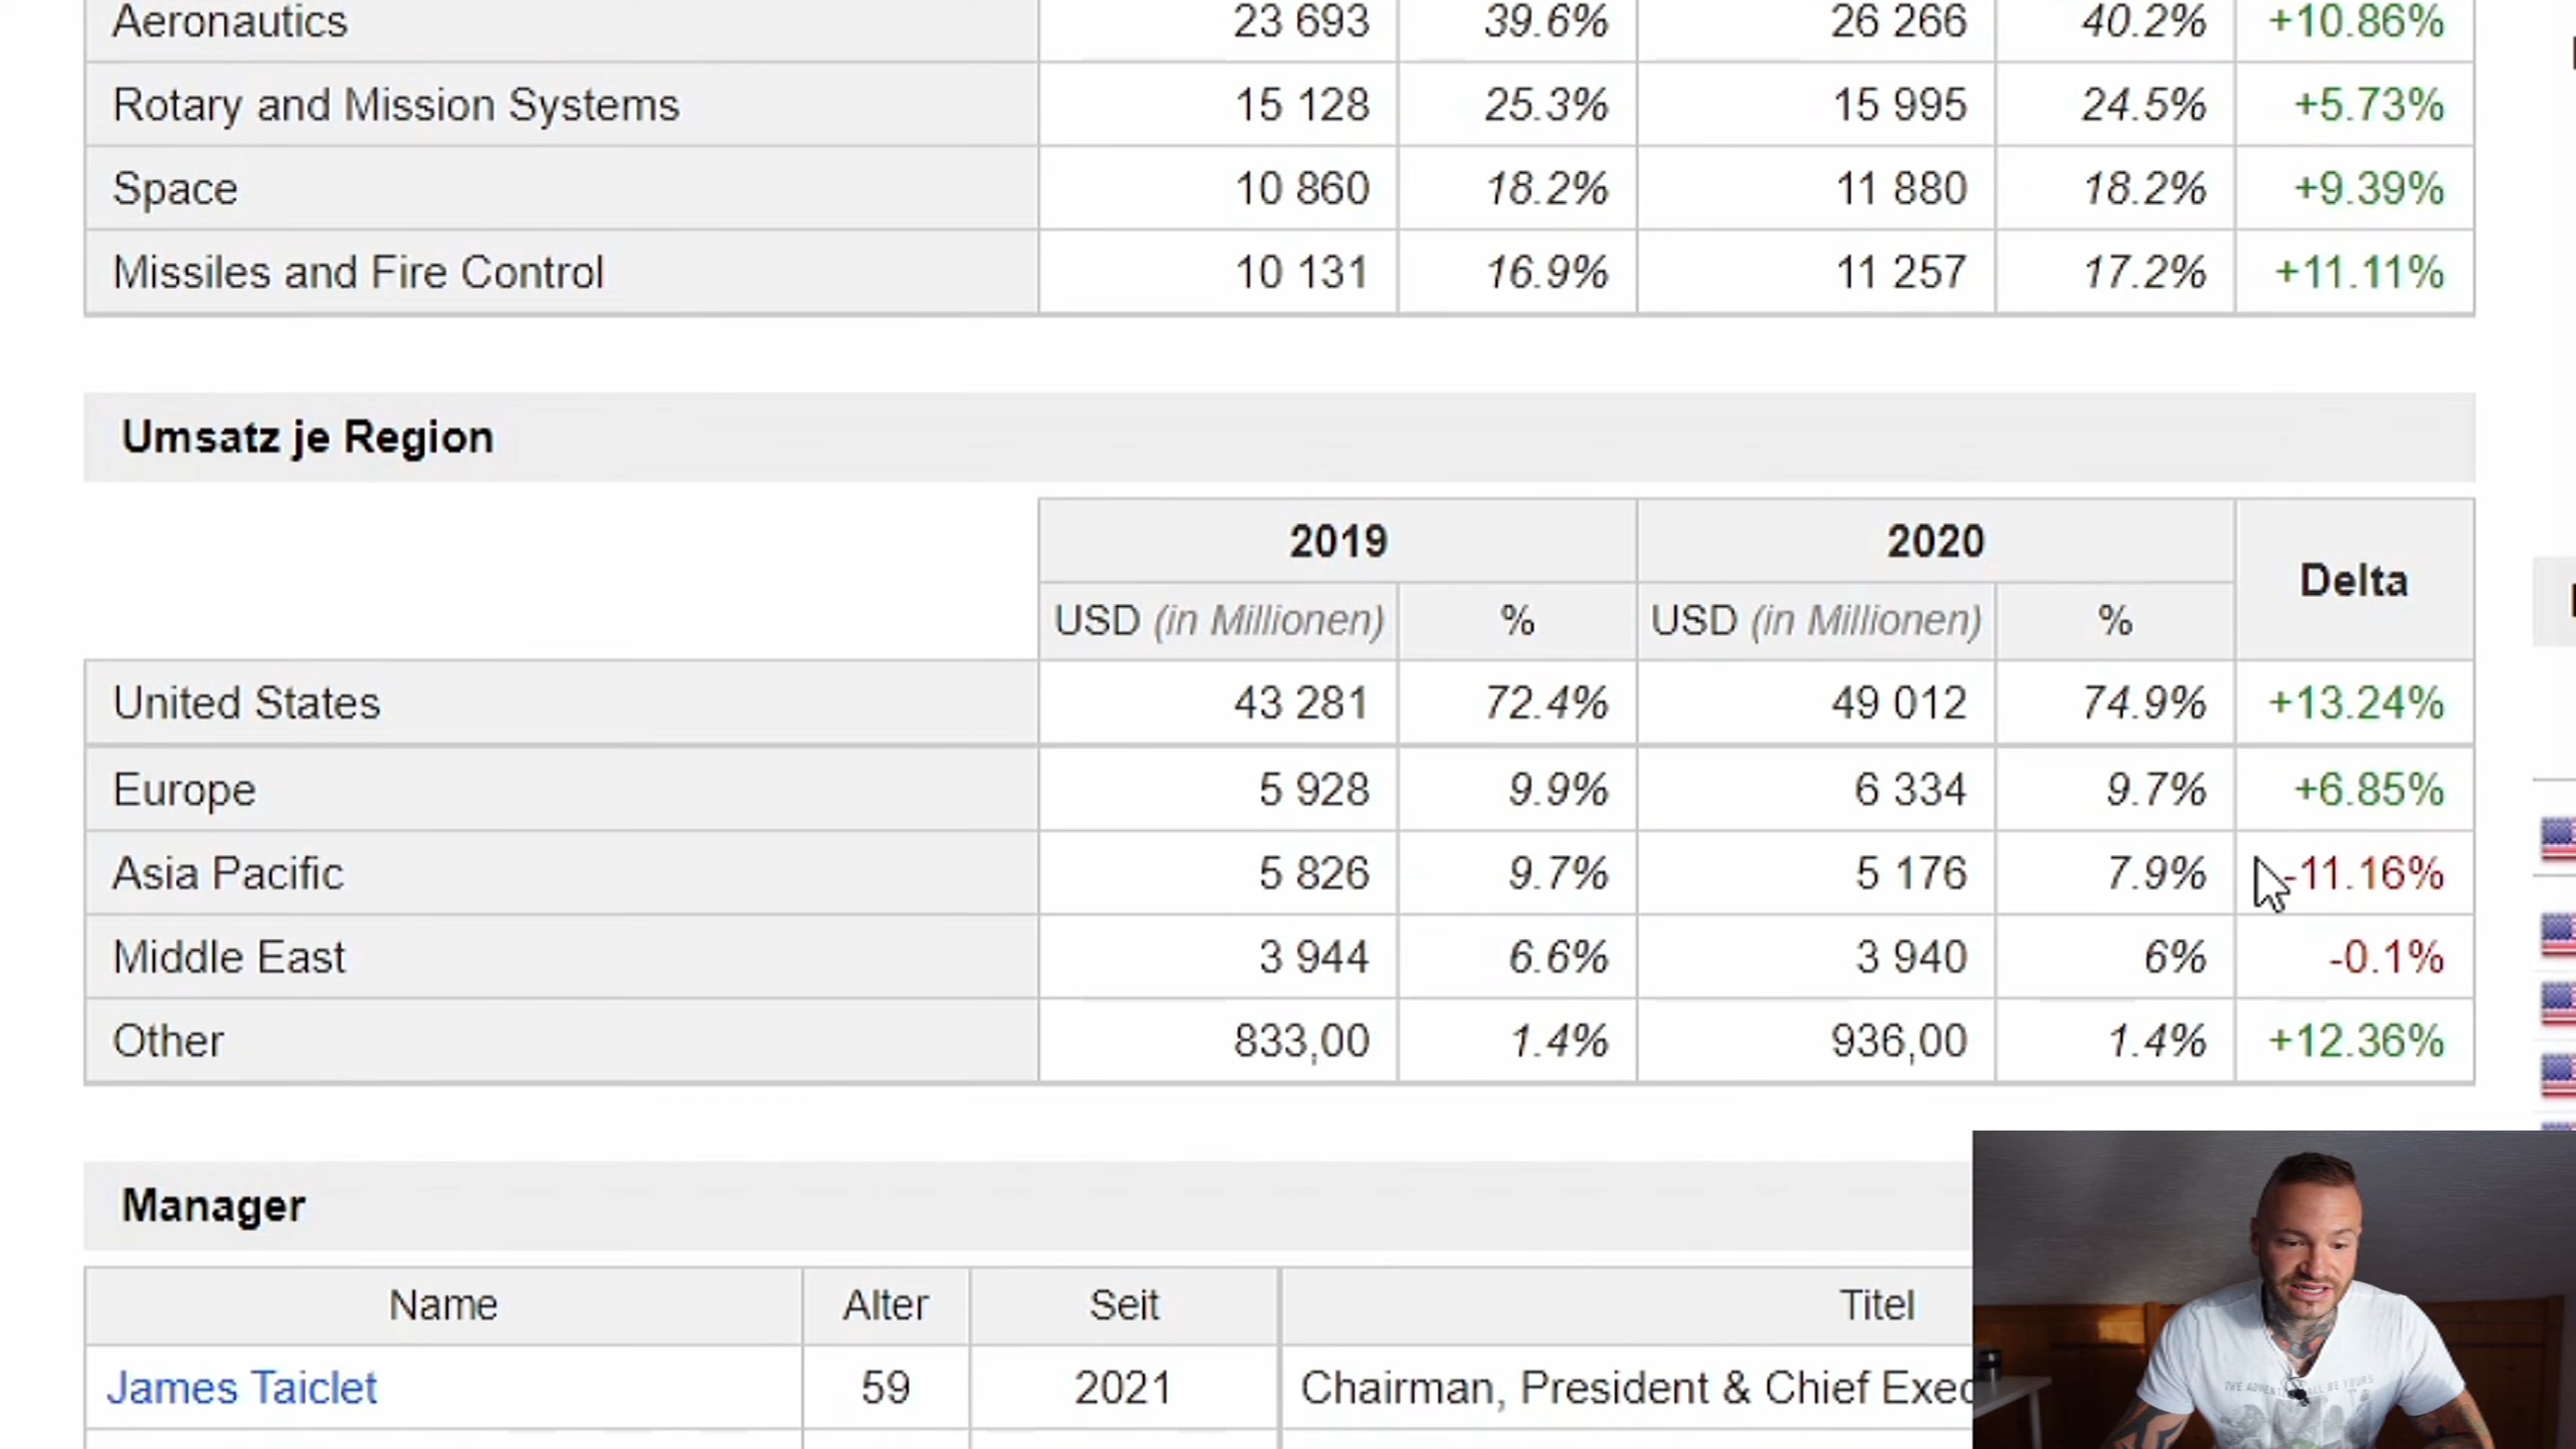 Aeronautics 23 693 39.6% 26 266 40.2% +10.86%
Rotary and Mission Systems 15 128 25.3% 15 995 24.5% +5.73%
Space 10 860 18.2% 11 880 18.2% +9.39%
Missiles and Fire Control 10 131 16.9% 11 257 17.2% +11.11%
Umsatz je Region
2019 2020 Delta
USD (in Millionen) % USD (in Millionen) %
United States 43 281 72.4% 49 012 74.9% +13.24%
Europe 5 928 9.9% 6 334 9.7% +6.85%
Asia Pacific 5 826 9.7% 5 176 7.9% -11.16%
Middle East 3 944 6.6% 3 940 6% -0.1%
Other 833,00 1.4% 936,00 1.4% +12.36%
Manager
Name Alter Seit Titel
James Taiclet 59 2021 Chairman, President & Chief Exec